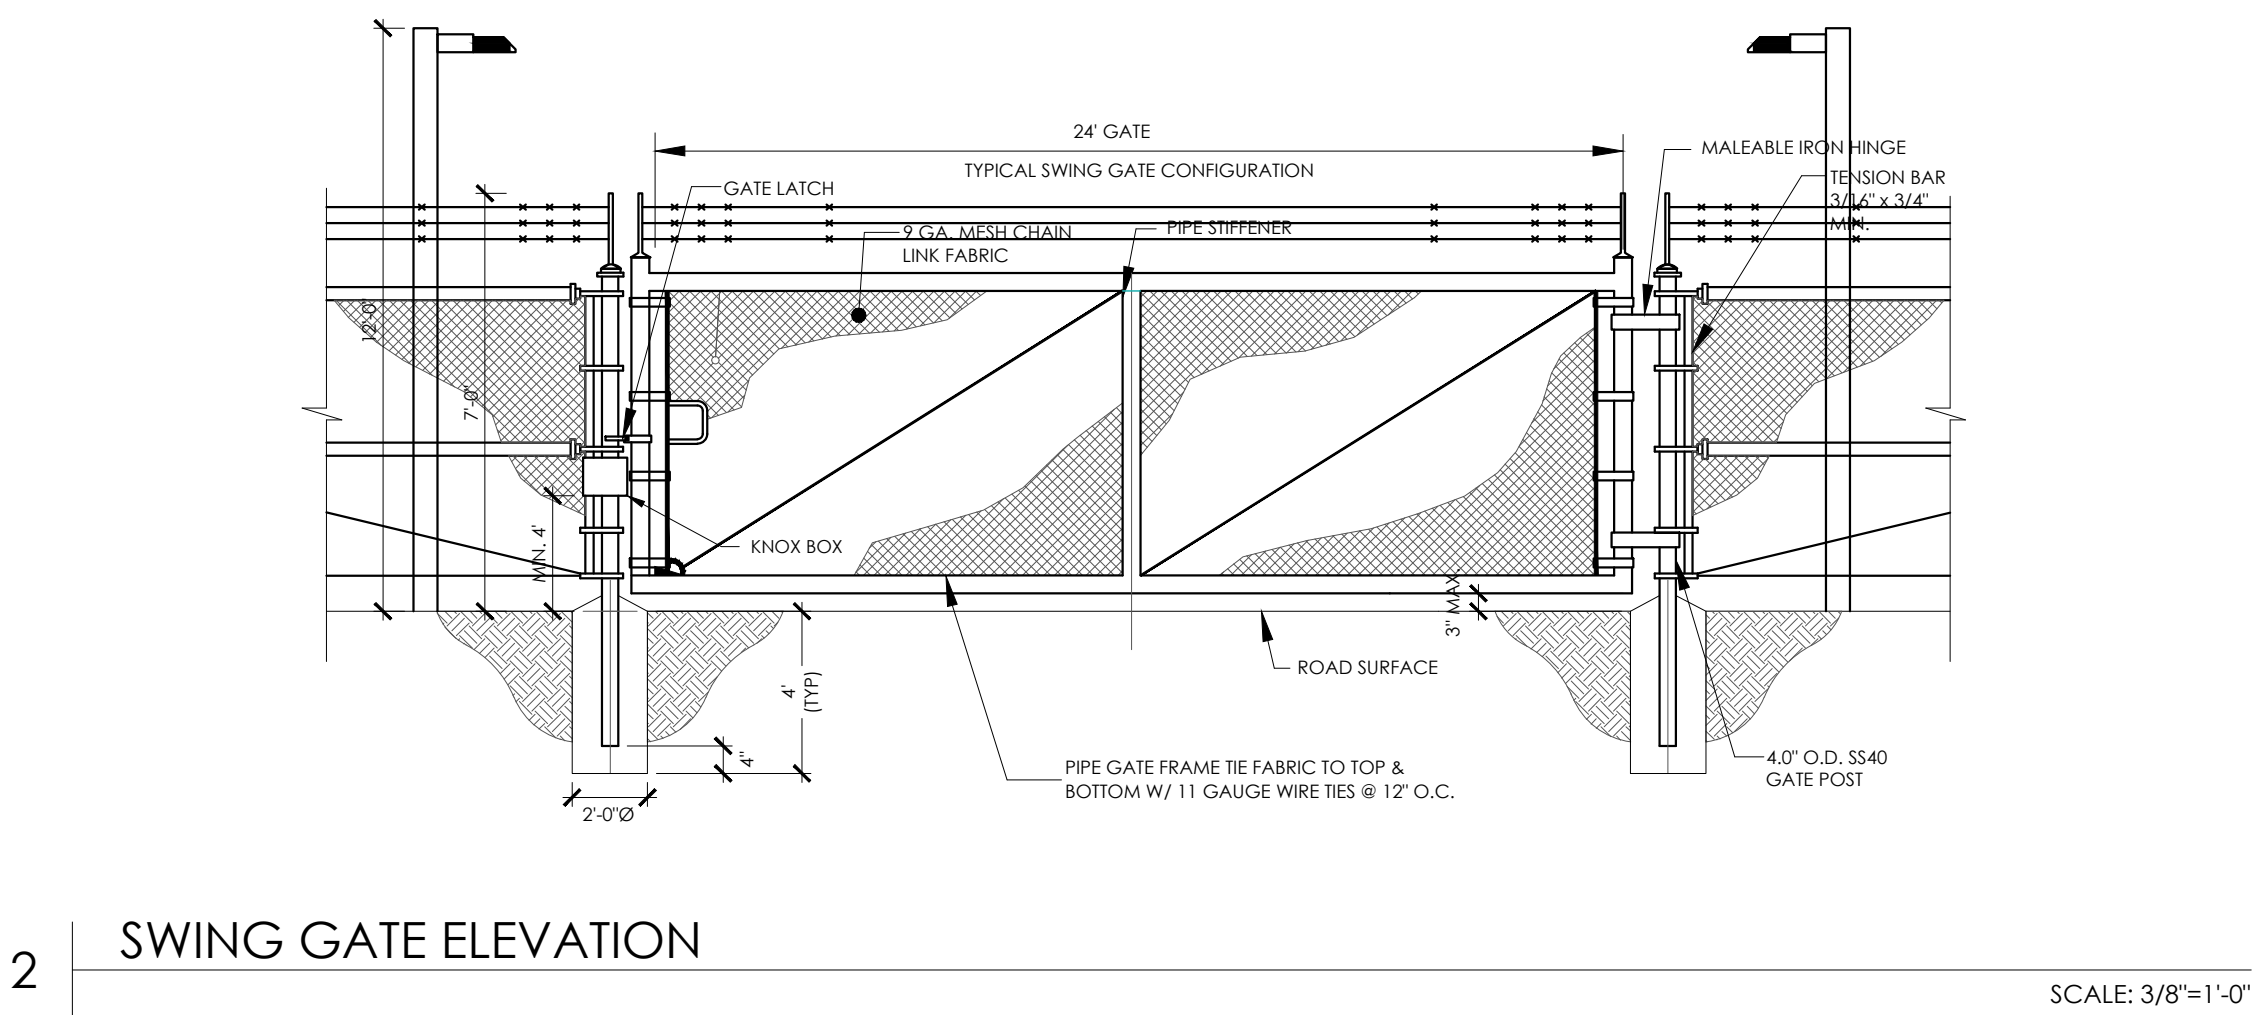 24' GATE
TYPICAL SWING GATE CONFIGURATION
MALEABLE IRON HINGE
TENSION BAR
3/16" x 3/4"
MIN.
GATE LATCH
9 GA. MESH CHAIN
LINK FABRIC
PIPE STIFFENER
12'-0"
7'-0"
MIN. 4'
KNOX BOX
3" MAX.
ROAD SURFACE
4'
(TYP)
4"
2'-0"Ø
PIPE GATE FRAME TIE FABRIC TO TOP &
BOTTOM W/ 11 GAUGE WIRE TIES @ 12" O.C.
4.0" O.D. SS40
GATE POST
2
SWING GATE ELEVATION
SCALE: 3/8"=1'-0"